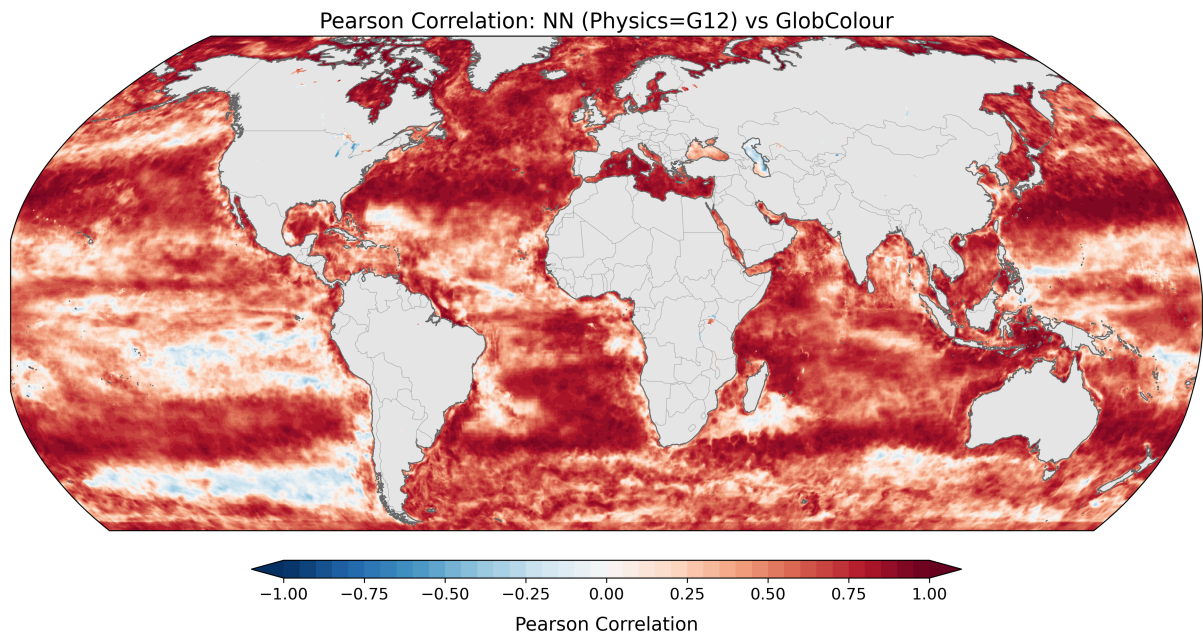 Pearson Correlation: NN (Physics=G12) vs GlobColour
−1.00 −0.75 −0.50 −0.25 0.00 0.25 0.50 0.75 1.00
Pearson Correlation